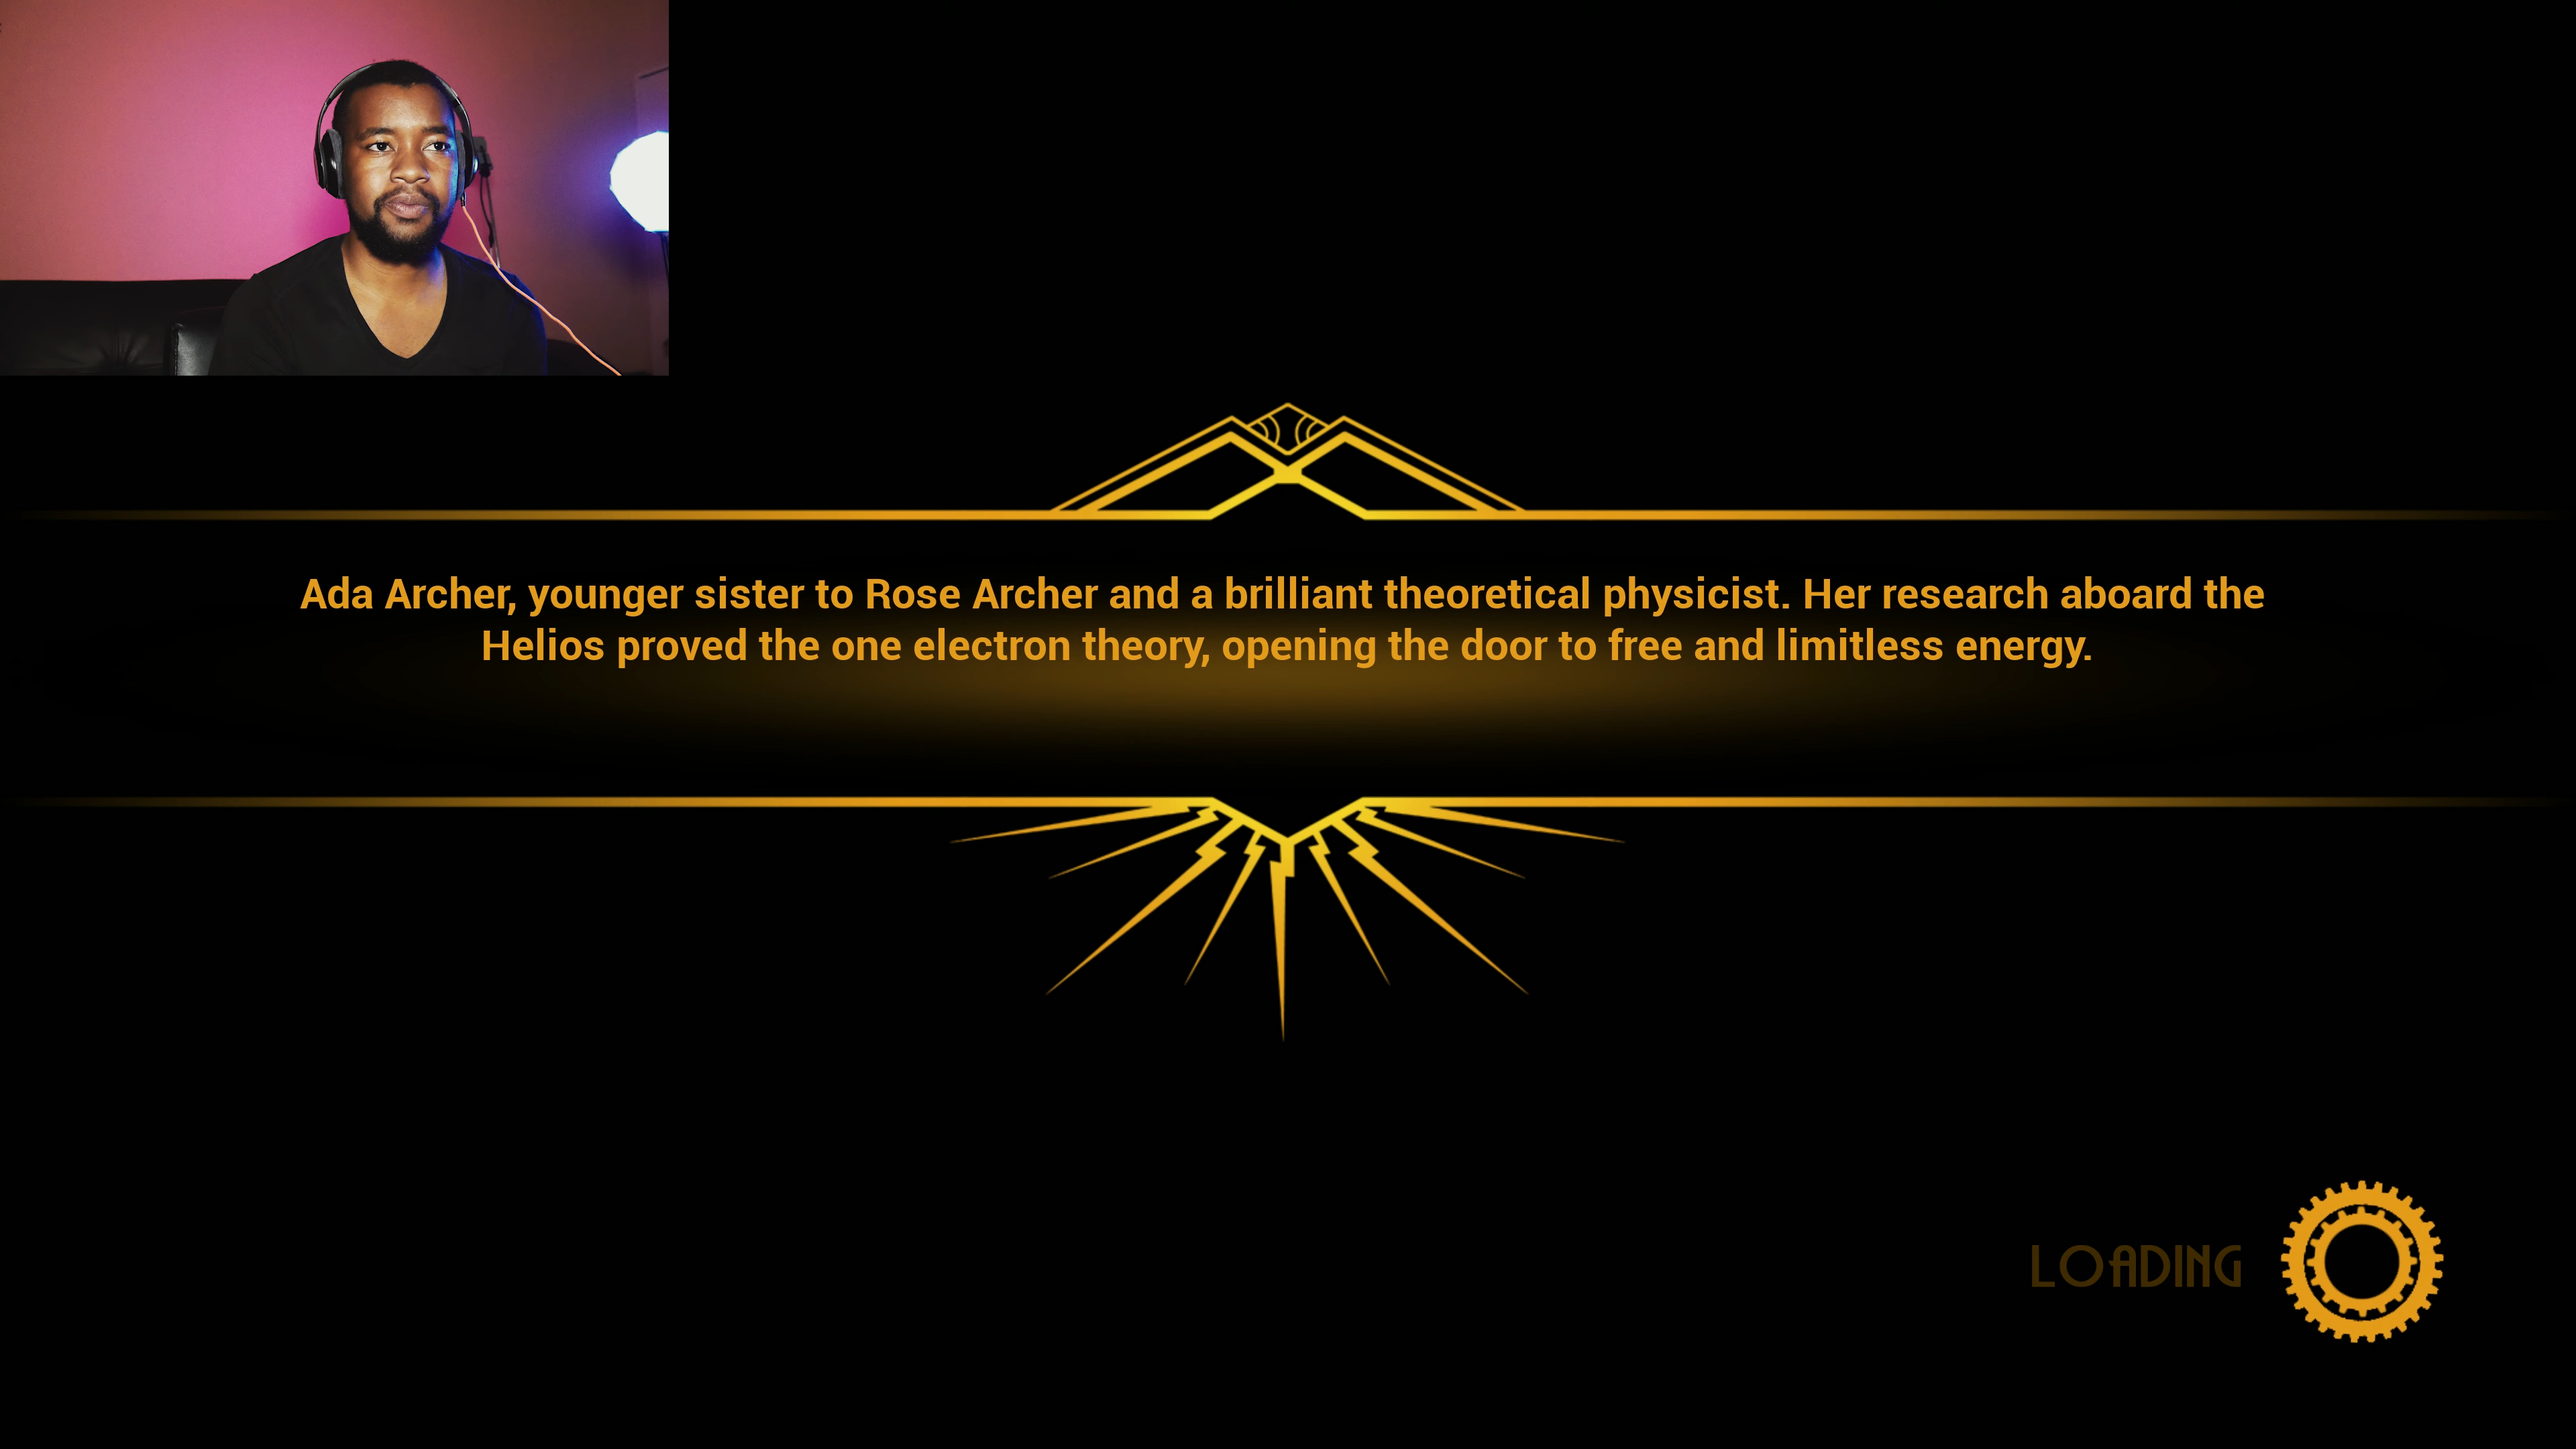 Ada Archer, younger sister to Rose Archer and a brilliant theoretical physicist. Her research aboard the
Helios proved the one electron theory, opening the door to free and limitless energy.
LOADING